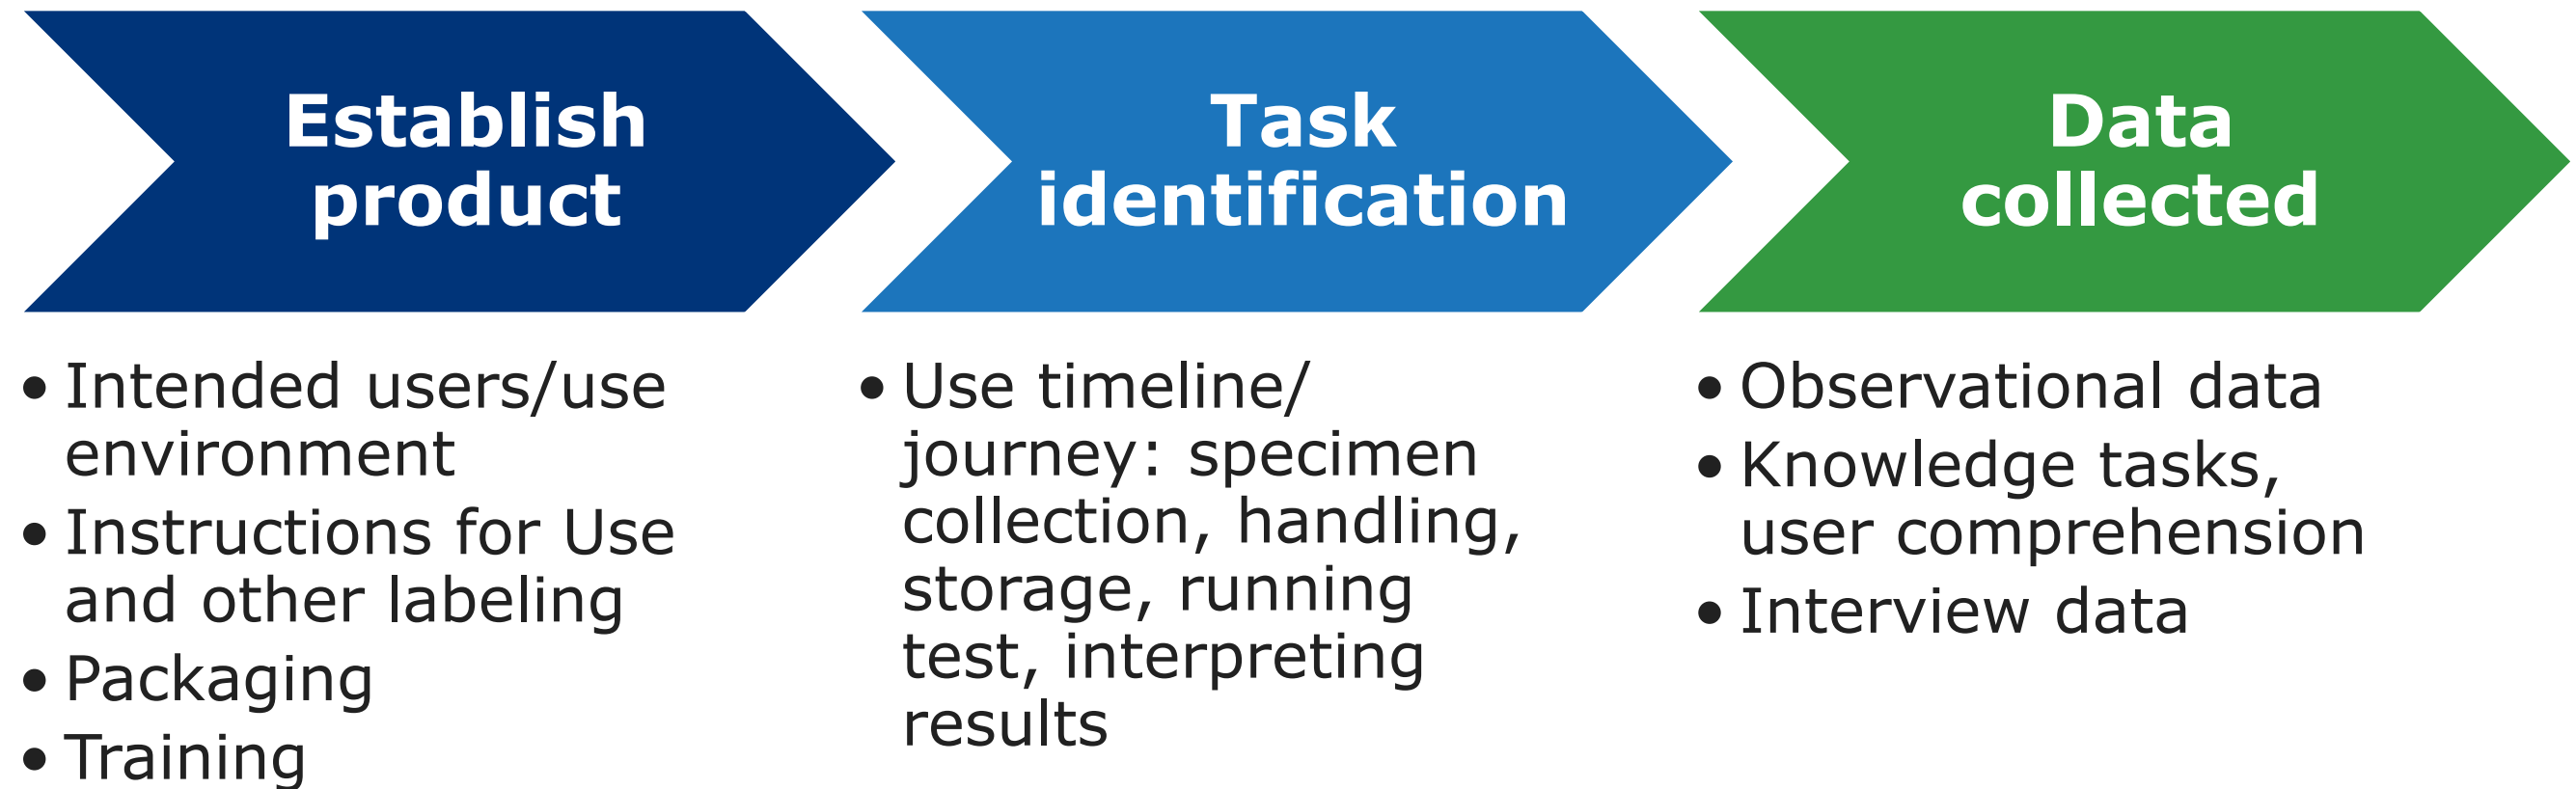 Establish
product
• Intended users/use
environment
• Instructions for Use
and other labeling
• Packaging
• Training
Task
identification
• Use timeline/
journey: specimen
collection, handling,
storage, running
test, interpreting
results
Data
collected
• Observational data
• Knowledge tasks,
user comprehension
• Interview data